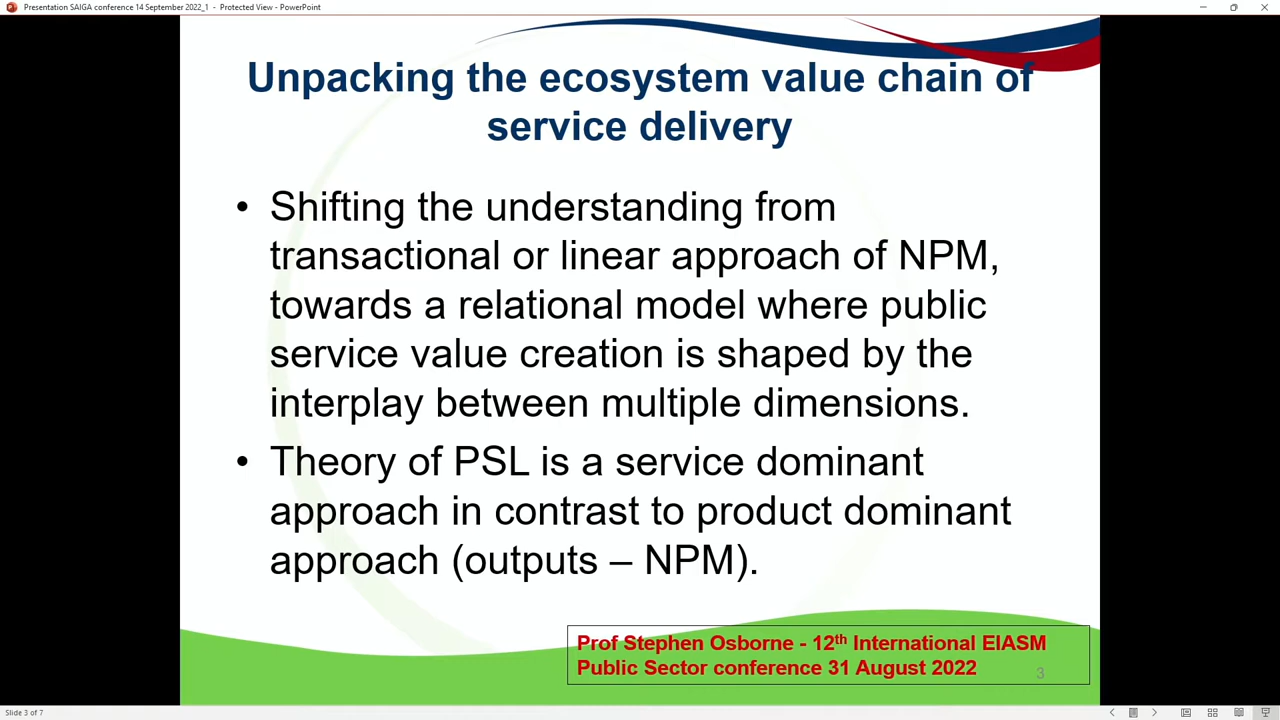 Presentation SAIGA conference 14 September 2022_1 - Protected View - PowerPoint
Unpacking the ecosystem value chain of
service delivery
• Shifting the understanding from
transactional or linear approach of NPM,
towards a relational model where public
service value creation is shaped by the
interplay between multiple dimensions.
• Theory of PSL is a service dominant
approach in contrast to product dominant
approach (outputs – NPM).
Prof Stephen Osborne - 12th International EIASM
Public Sector conference 31 August 2022
3
Slide 3 of 7